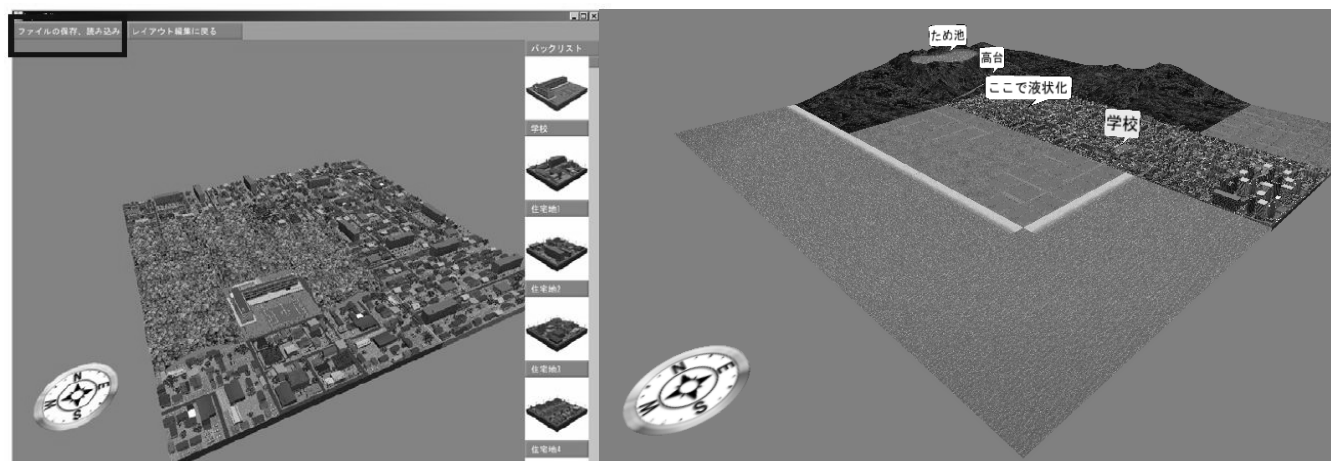 ファイルの保存、読み込み
レイアウト編集に戻る
パックリスト
学校
住宅地1
住宅地2
住宅地3
住宅地4
N
E
S
W
ため池
高台
ここで液状化
学校
N
E
S
W